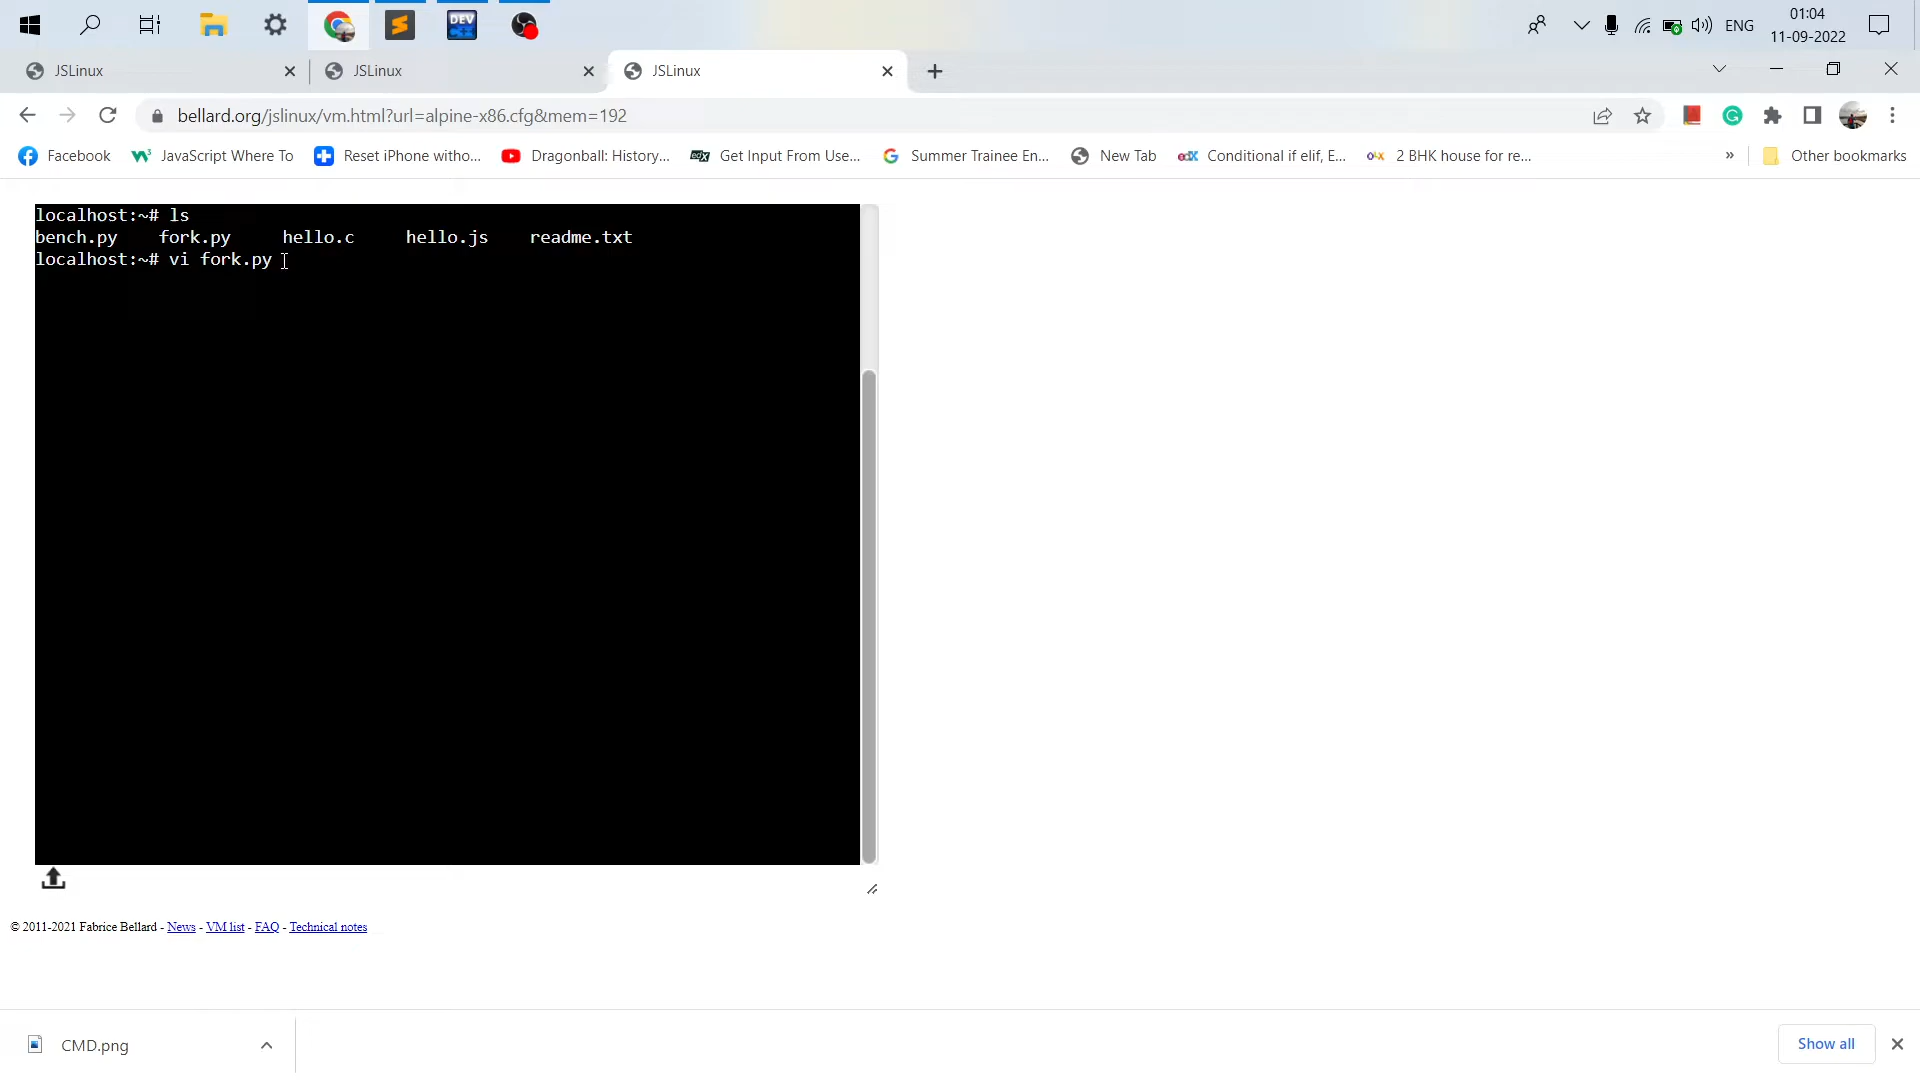 DEV
ENG
01:04
11-09-2022
JSLinux
JSLinux
JSLinux
bellard.org/jslinux/vm.html?url=alpine-x86.cfg&mem=192
Facebook
JavaScript Where To
Reset iPhone witho...
Dragonball: History...
edX
Get Input From Use...
Summer Trainee En...
New Tab
edX
Conditional if elif, E...
olx
2 BHK house for re...
»
Other bookmarks
localhost:~# ls
bench.py fork.py hello.c hello.js readme.txt
localhost:~# vi fork.py
© 2011-2021 Fabrice Bellard - News - VM list - FAQ - Technical notes
CMD.png
Show all